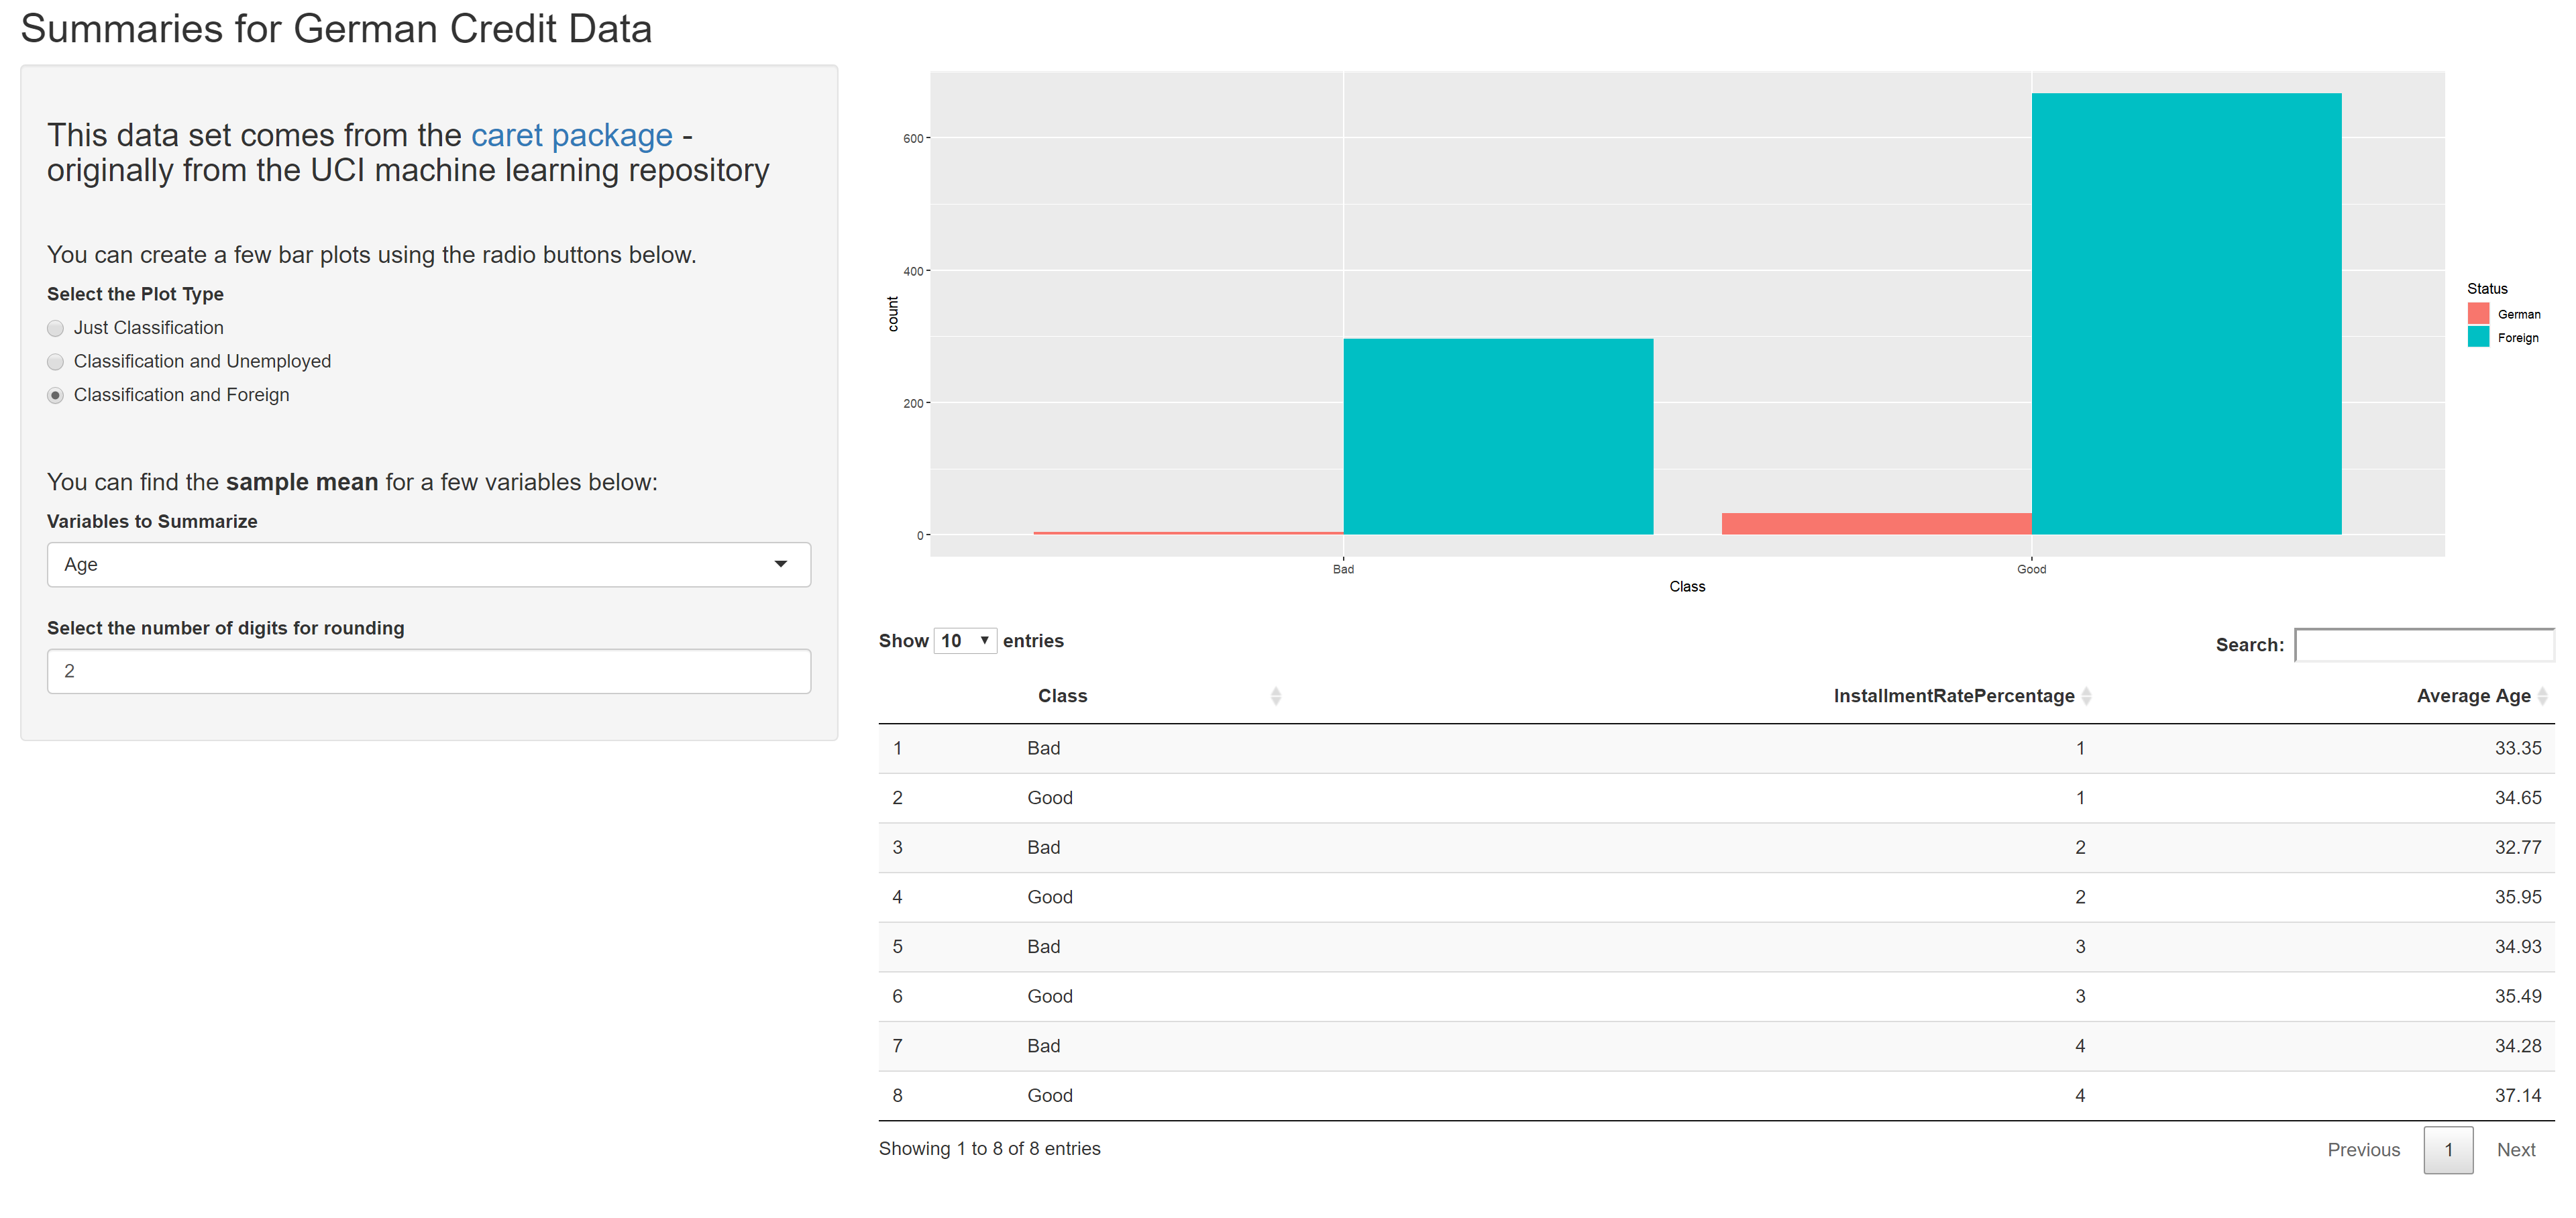 Summaries for German Credit Data
This data set comes from the caret package -
originally from the UCI machine learning repository
You can create a few bar plots using the radio buttons below.
Select the Plot Type
Just Classification
Classification and Unemployed
Classification and Foreign
You can find the sample mean for a few variables below:
Variables to Summarize
Age
Select the number of digits for rounding
2
count
600
400
200
0
Bad Good
Class
Status
German
Foreign
Show 10 entries Search:
Class InstallmentRatePercentage Average Age
1 Bad 1 33.35
2 Good 1 34.65
3 Bad 2 32.77
4 Good 2 35.95
5 Bad 3 34.93
6 Good 3 35.49
7 Bad 4 34.28
8 Good 4 37.14
Showing 1 to 8 of 8 entries Previous 1 Next